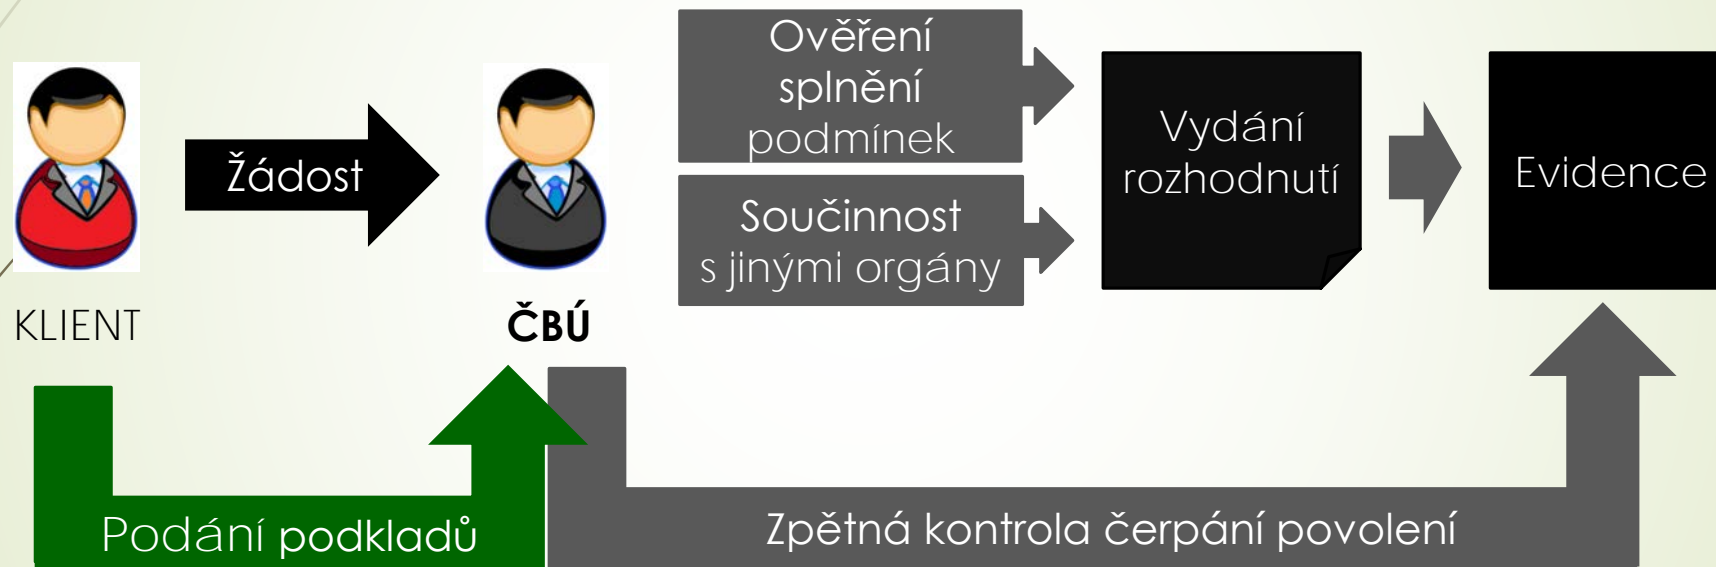 Ověření
splnění
podmínek
Žádost
Součinnost
s jinými orgány
Vydání
rozhodnutí
Evidence
KLIENT
ČBÚ
Podání podkladů
Zpětná kontrola čerpání povolení